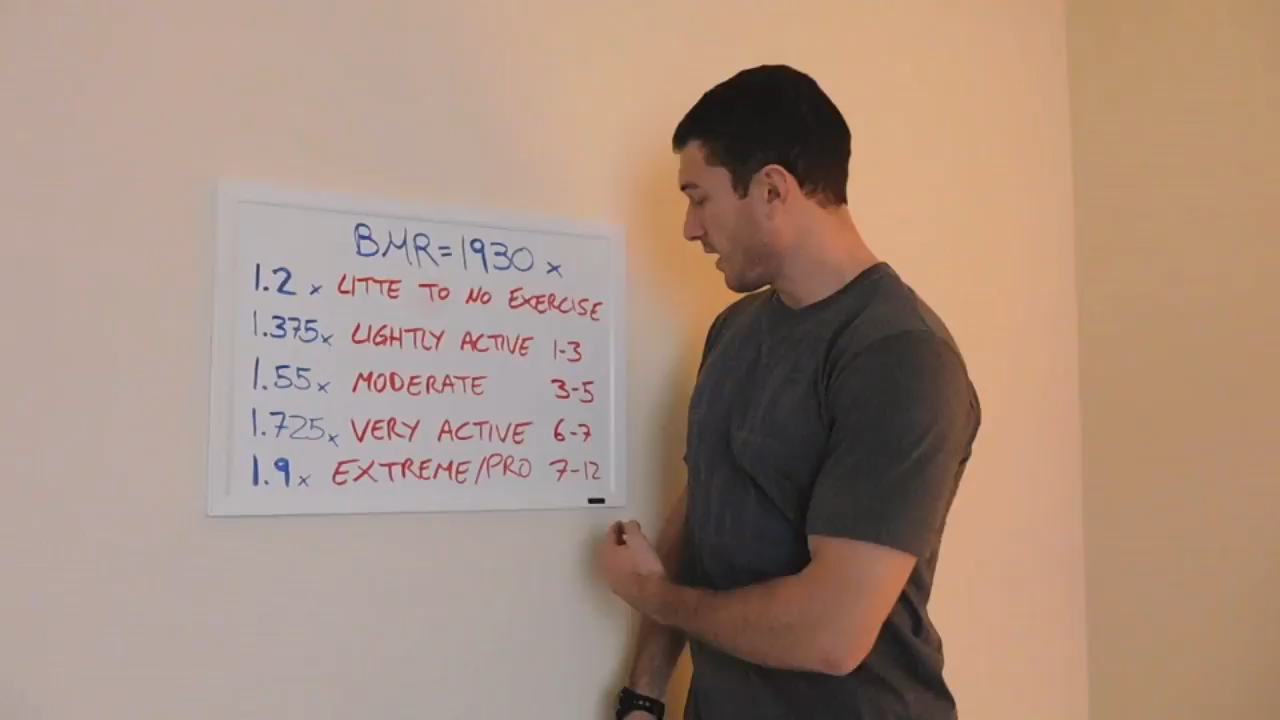 BMR=1930 x
1.2 x LITTE TO NO EXERCISE
1.375x LIGHTLY ACTIVE 1-3
1.55x MODERATE 3-5
1.725x VERY ACTIVE 6-7
1.9x EXTREME/PRO 7-12